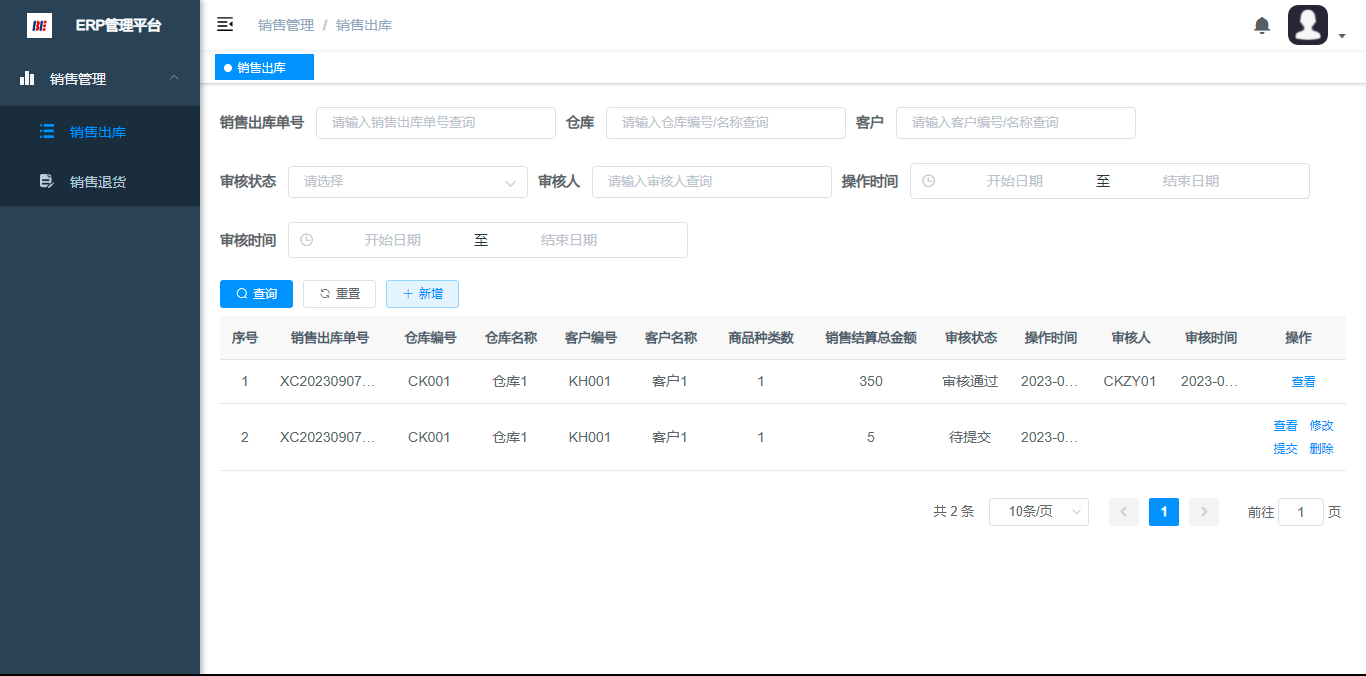 ERP管理平台
销售管理 / 销售出库
销售管理
销售出库
销售退货
销售出库
销售出库单号 请输入销售出库单号查询 仓库 请输入仓库编号/名称查询 客户 请输入客户编号/名称查询
审核状态 请选择 审核人 请输入审核人查询 操作时间 开始日期 至 结束日期
审核时间 开始日期 至 结束日期
查询 重置 新增
序号 销售出库单号 仓库编号 仓库名称 客户编号 客户名称 商品种类数 销售结算总金额 审核状态 操作时间 审核人 审核时间 操作
1 XC20230907... CK001 仓库1 KH001 客户1 1 350 审核通过 2023-0... CKZY01 2023-0... 查看
2 XC20230907... CK001 仓库1 KH001 客户1 1 5 待提交 2023-0... 查看 修改
提交 删除
共 2 条 10条/页 1 前往 1 页